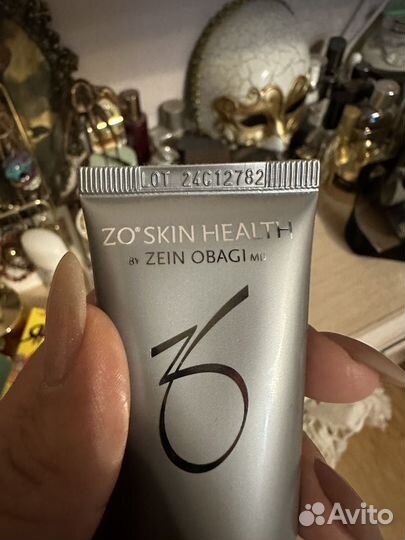 LOT 24C12782
ZO® SKIN HEALTH
BY ZEIN OBAGI MD
Avito